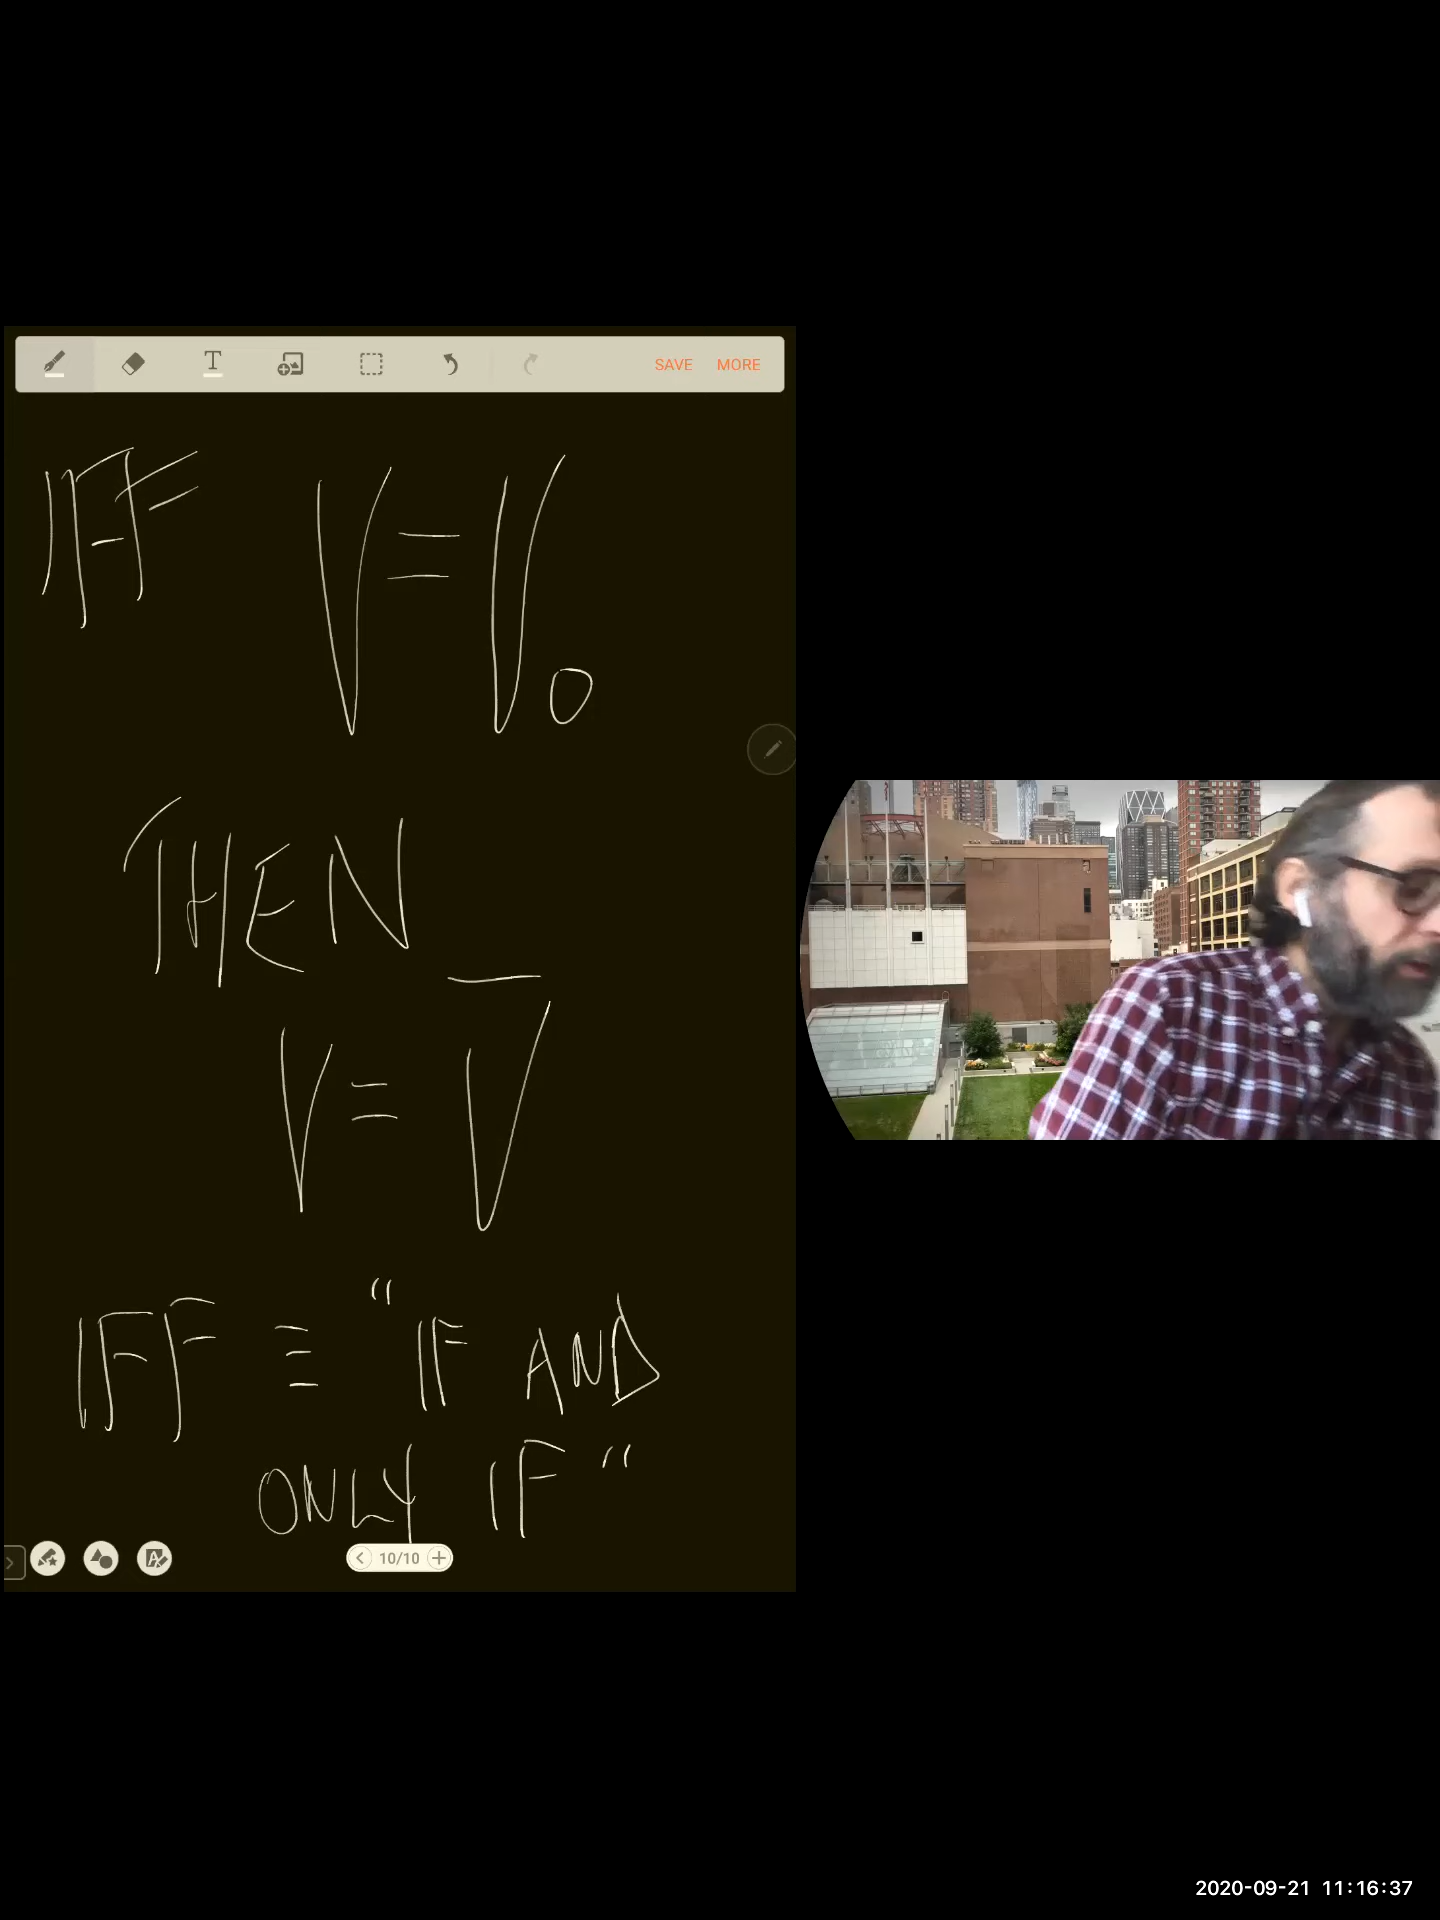 T SAVE MORE
IFF V = V₀
THEN
V = V̅
IFF ≡ "IF AND
ONLY IF"
10/10
2020-09-21 11:16:37